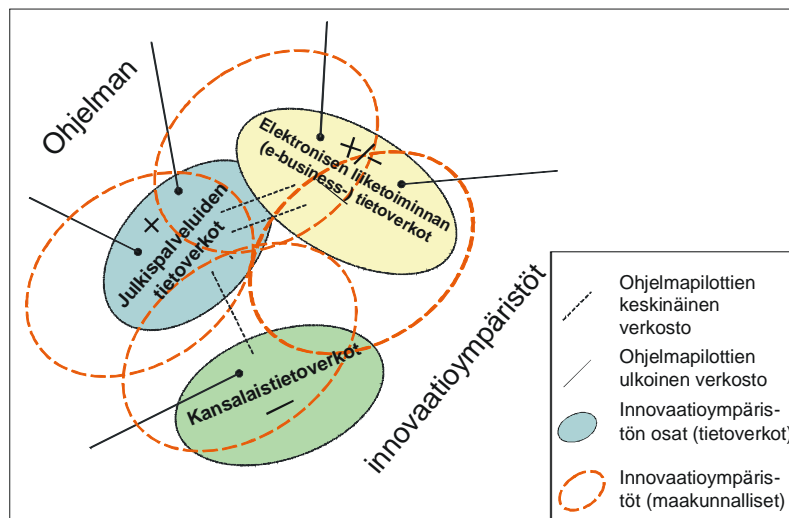 Ohjelman
innovaatioympäristöt
+
Julkispalveluiden
tietoverkot
+/-
Elektronisen liiketoiminnan
(e-business-) tietoverkot
Kansalaistietoverkot
—
Ohjelmapilottien
keskinäinen
verkosto
Ohjelmapilottien
ulkoinen verkosto
Innovaatioympäris-
tön osat (tietoverkot)
Innovaatioympäris-
töt (maakunnalliset)